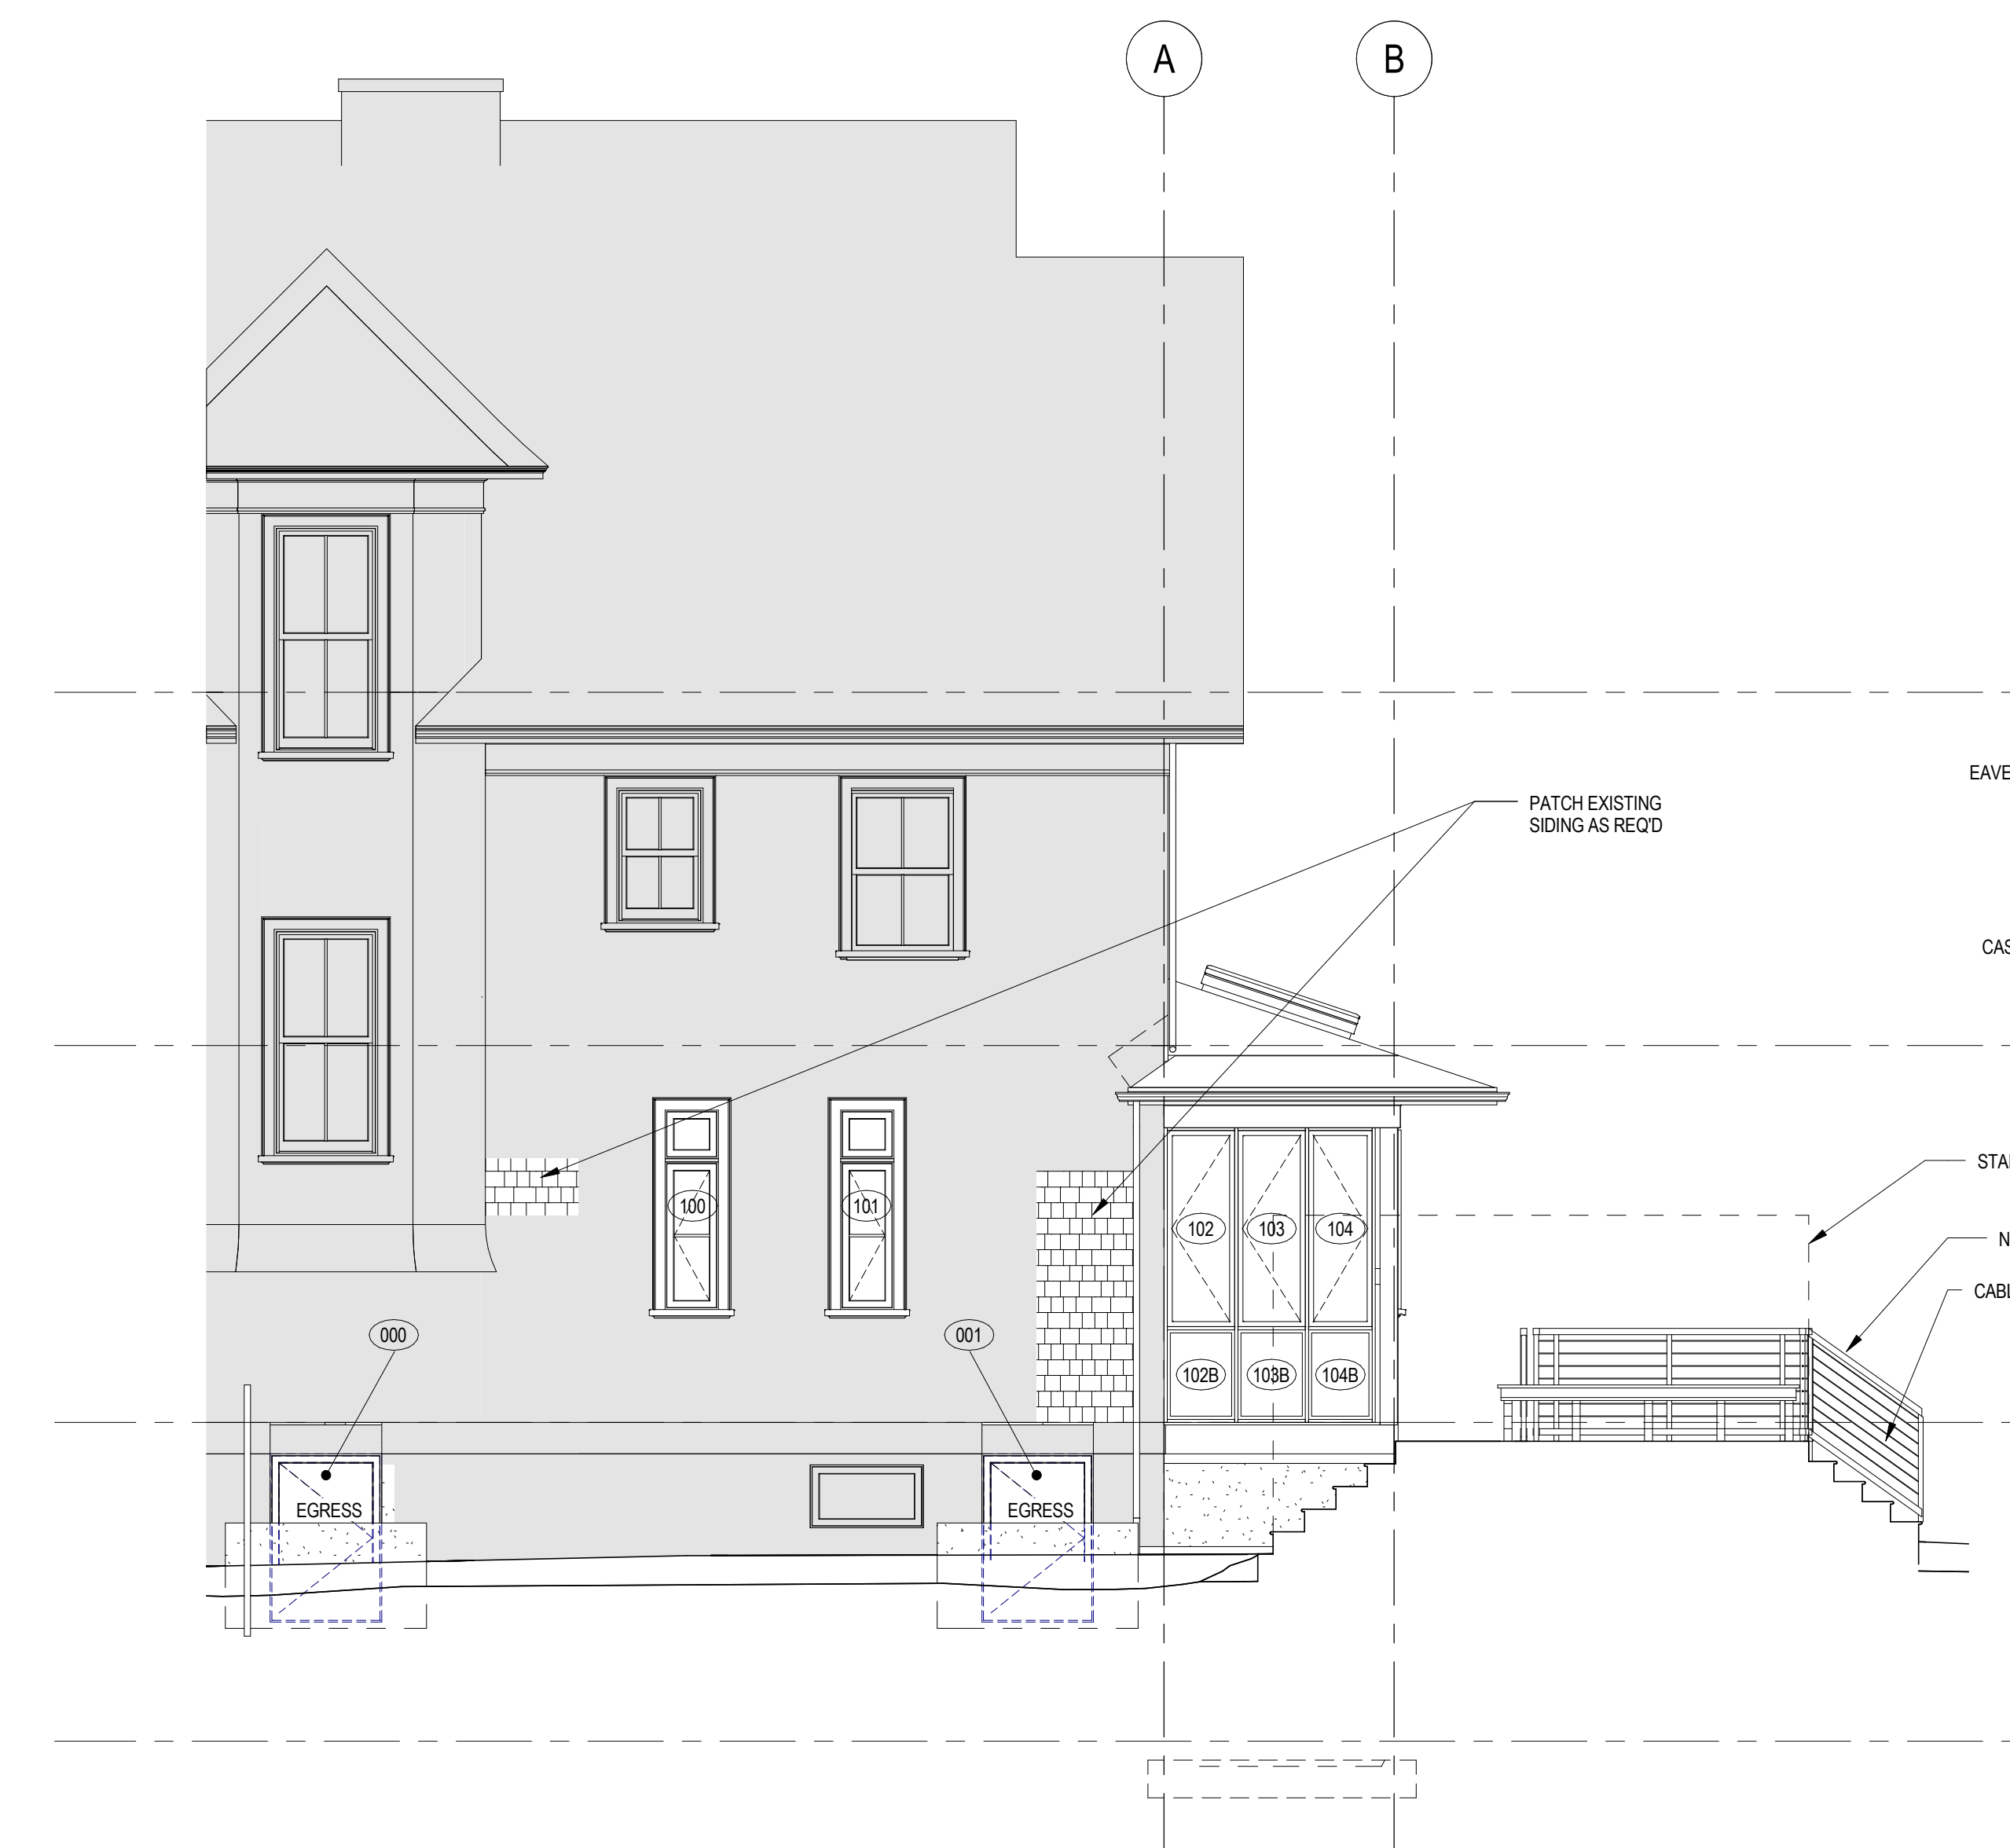 A
B
EAVE
PATCH EXISTING
SIDING AS REQ'D
CAS
STAI
N
CABL
100
101
102
103
104
102B
103B
104B
000
001
EGRESS
EGRESS